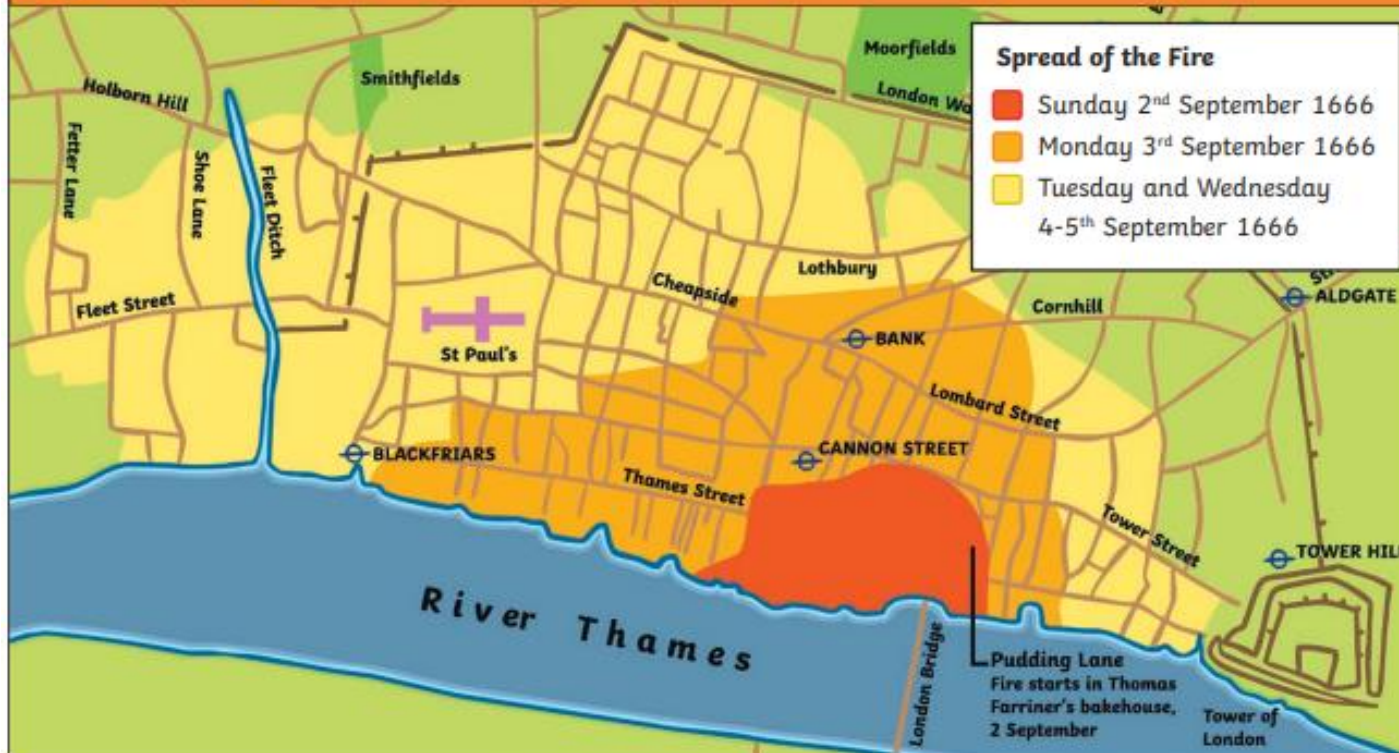 Moorfields
Smithfields
London Wa
Holborn Hill
Fetter Lane
Shoe Lane
Fleet Ditch
Spread of the Fire
Sunday 2nd September 1666
Monday 3rd September 1666
Tuesday and Wednesday
4-5th September 1666
Lothbury
Cheapside
Fleet Street
St
Cornhill
ALDGATE
BANK
St Paul's
Lombard Street
BLACKFRIARS
CANNON STREET
Thames Street
Tower Street
TOWER HIL
River Thames
London Bridge
Pudding Lane
Fire starts in Thomas
Farriner's bakehouse,
2 September
Tower of
London